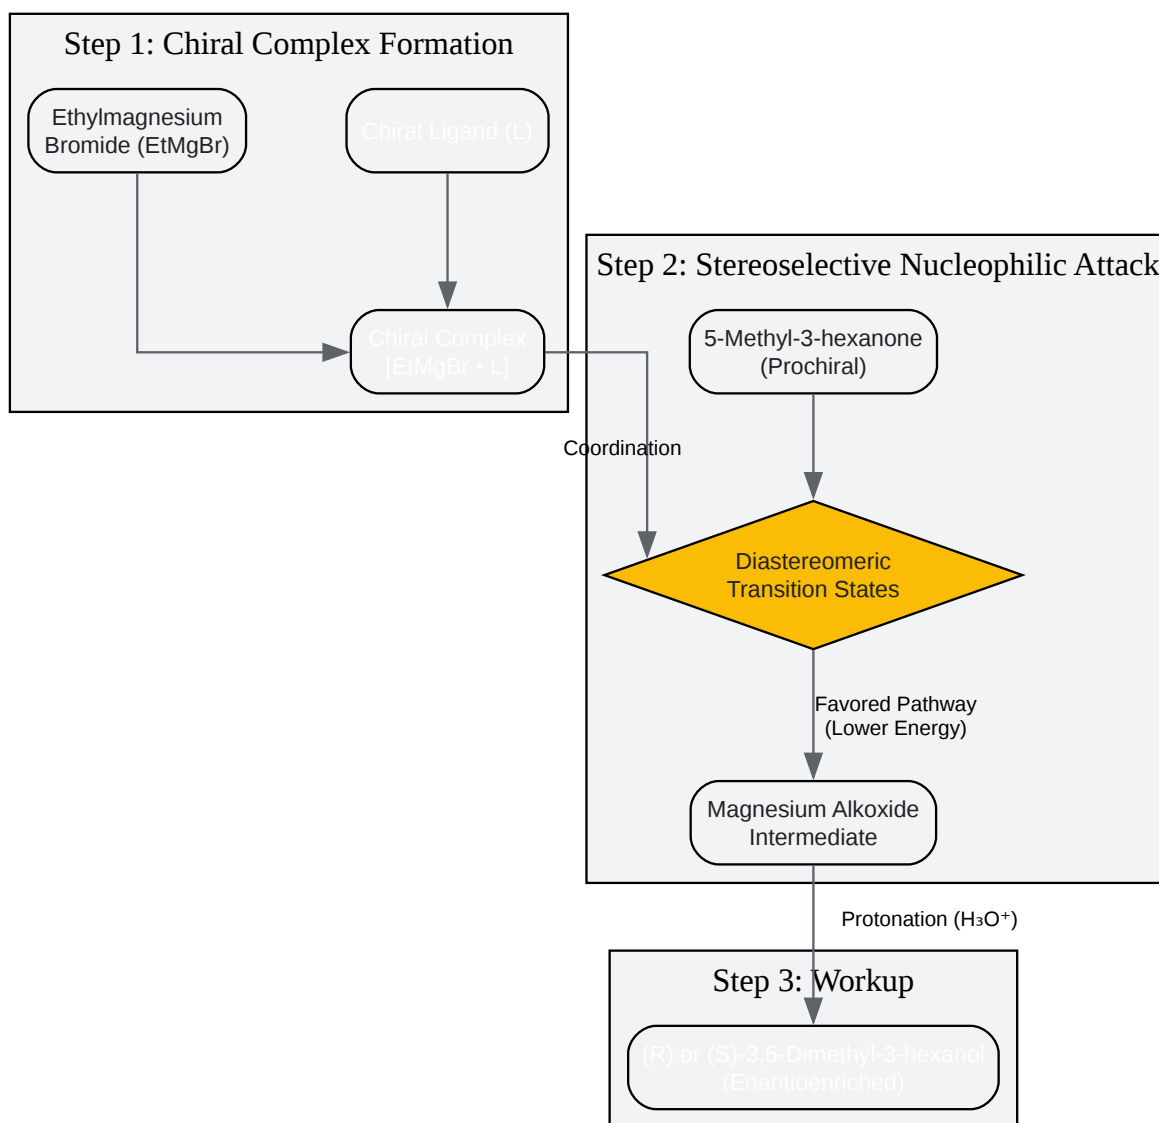 Step 1: Chiral Complex Formation
Ethylmagnesium
Bromide (EtMgBr)
Chiral Ligand (L)
Chiral Complex
[EtMgBr • L]
Step 2: Stereoselective Nucleophilic Attack
5-Methyl-3-hexanone
(Prochiral)
Coordination
Diastereomeric
Transition States
Favored Pathway
(Lower Energy)
Magnesium Alkoxide
Intermediate
Protonation (H₃O⁺)
Step 3: Workup
(R) or (S)-3,5-Dimethyl-3-hexanol
(Enantioenriched)